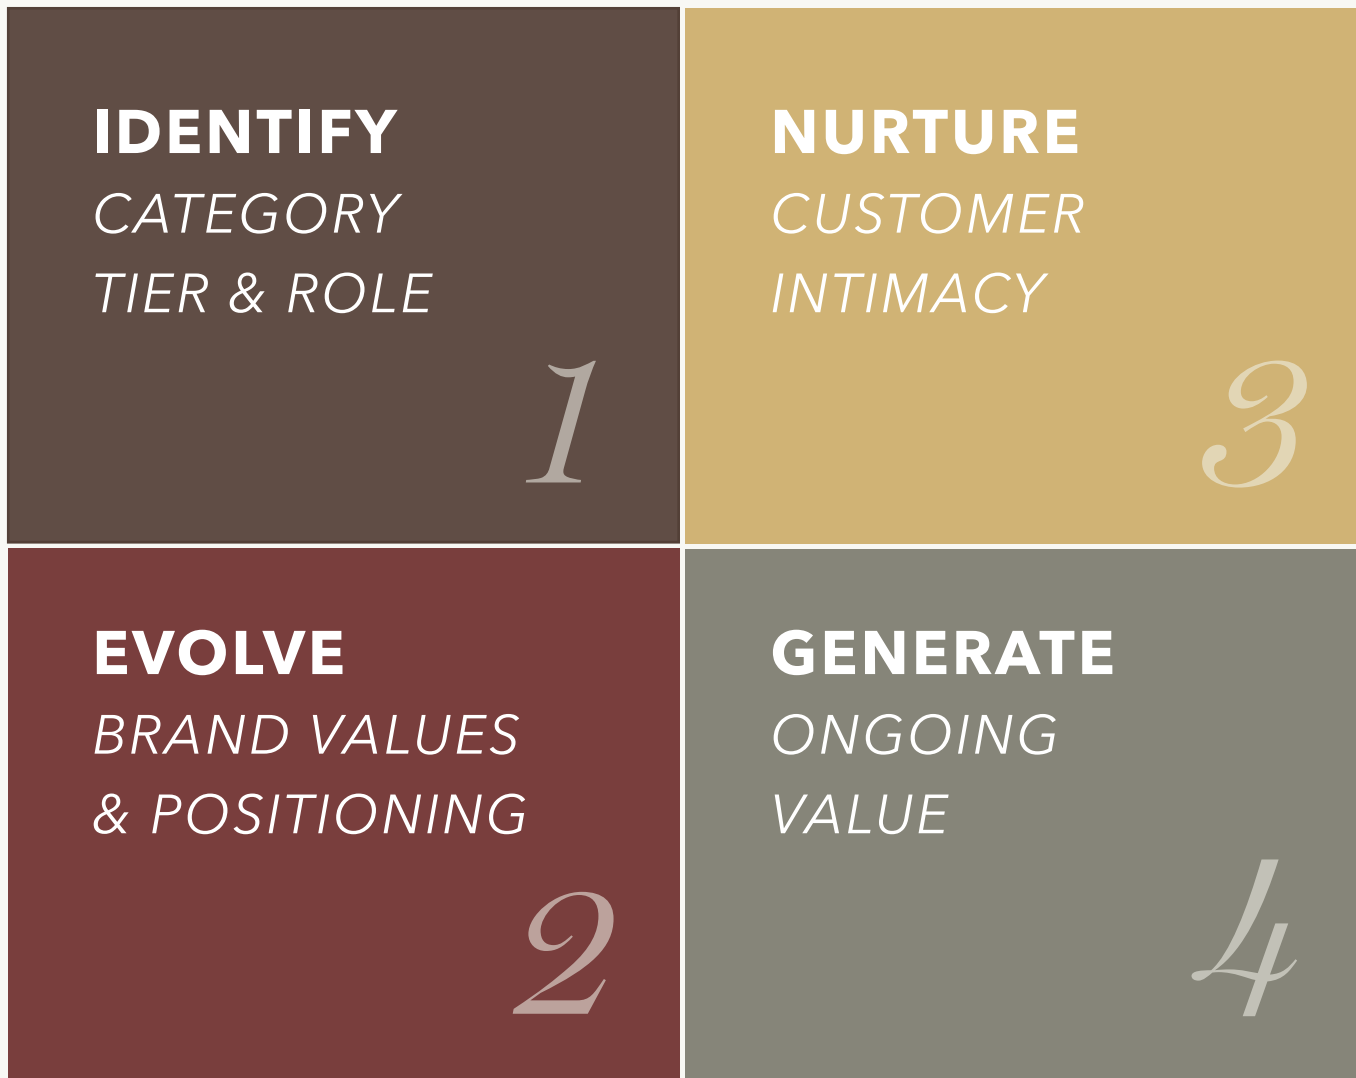 IDENTIFY
CATEGORY
TIER & ROLE
1
EVOLVE
BRAND VALUES
& POSITIONING
2
NURTURE
CUSTOMER
INTIMACY
3
GENERATE
ONGOING
VALUE
4